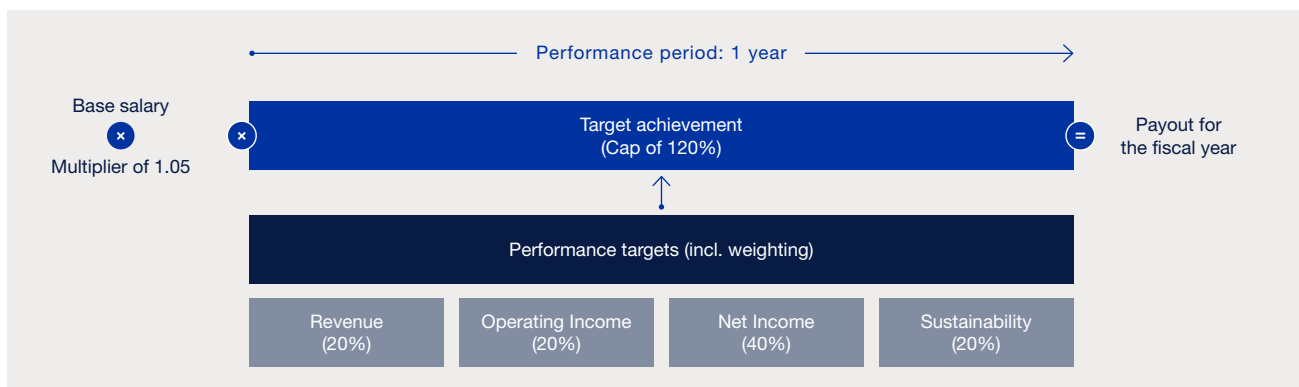 Performance period: 1 year
Base salary
×
Multiplier of 1.05
×
Target achievement
(Cap of 120%)
=
Payout for
the fiscal year
Performance targets (incl. weighting)
Revenue
(20%)
Operating Income
(20%)
Net Income
(40%)
Sustainability
(20%)